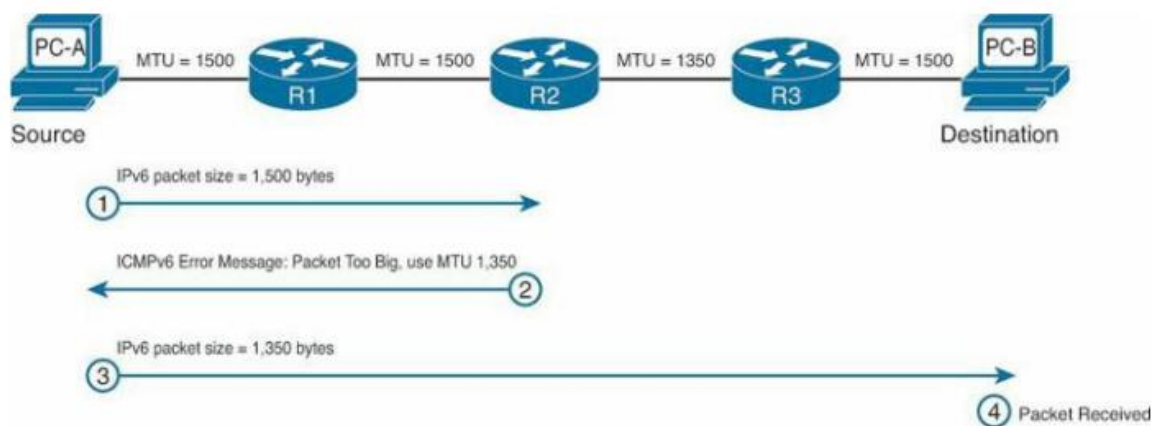 PC-A
MTU = 1500
R1
MTU = 1500
R2
MTU = 1350
R3
MTU = 1500
PC-B
Source
Destination
IPv6 packet size = 1,500 bytes
1
ICMPv6 Error Message: Packet Too Big, use MTU 1,350
2
IPv6 packet size = 1,350 bytes
3
4 Packet Received